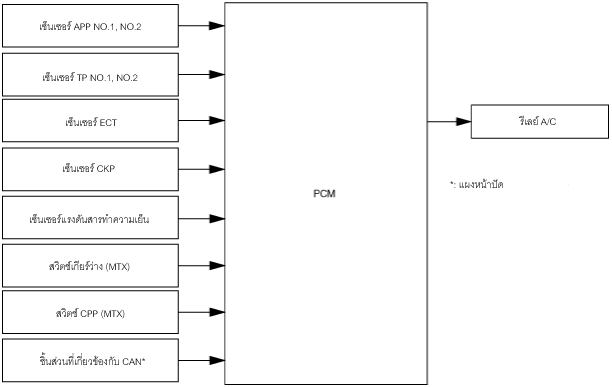 เซ็นเซอร์ APP NO.1, NO.2
เซ็นเซอร์ TP NO.1, NO.2
เซ็นเซอร์ ECT
เซ็นเซอร์ CKP
เซ็นเซอร์แรงดันสารทำความเย็น
สวิตช์เกียร์ว่าง (MTX)
สวิตช์ CPP (MTX)
ชิ้นส่วนที่เกี่ยวข้องกับ CAN*
PCM
รีเลย์ A/C
*: แผงหน้าปัด